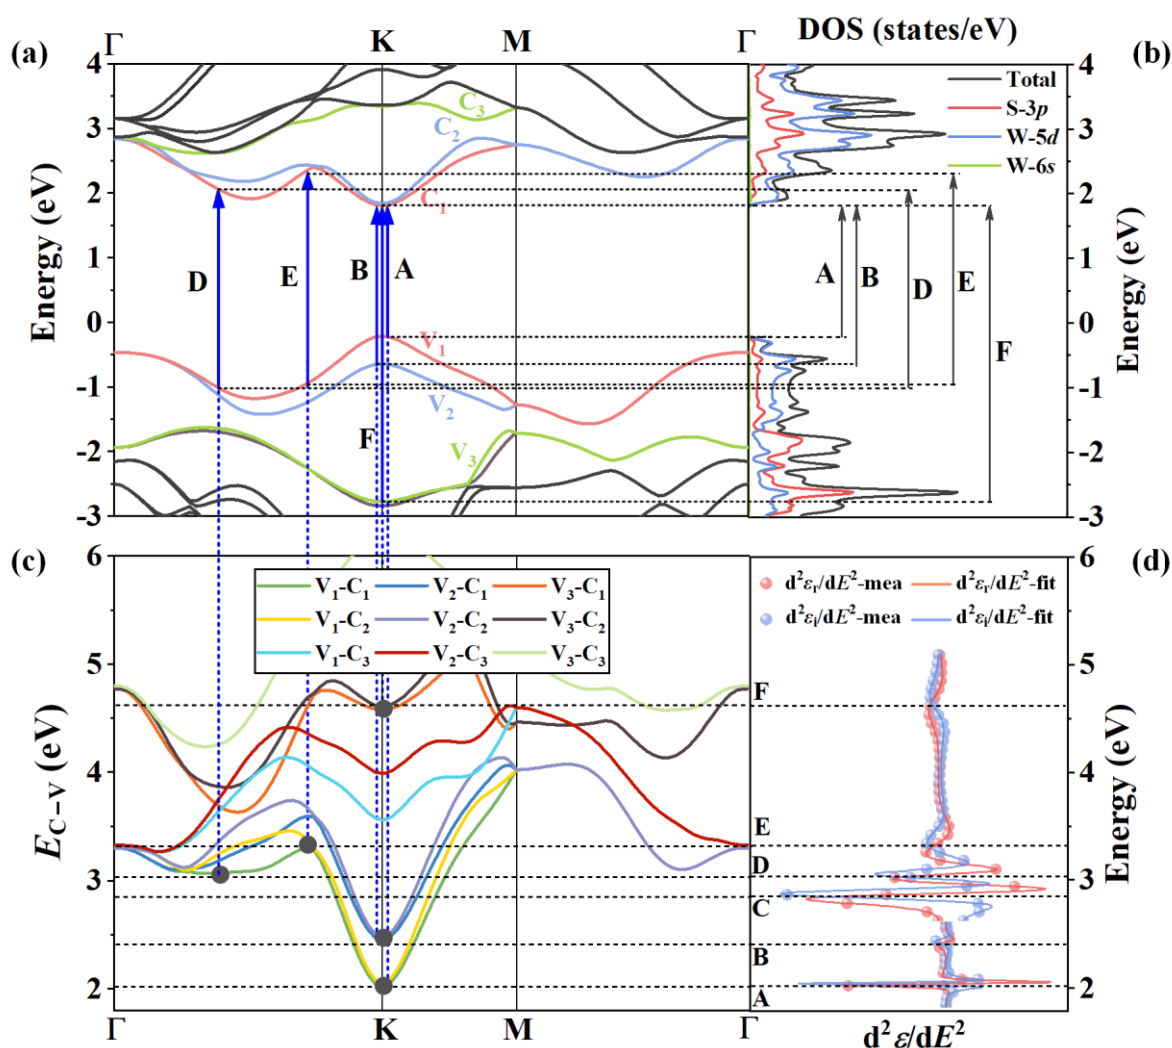 (a)
Γ K M Γ
DOS (states/eV)
(b)
Energy (eV)
4
3
2
1
0
-1
-2
-3
C₃
C₂
C₁
D E B A
V₁
V₂
F
V₃
Total
S-3p
W-5d
W-6s
A B D E F
4
3
2
1
0
-1
-2
-3
Energy (eV)
(c)
E_C−V (eV)
6
5
4
3
2
V₁-C₁ V₂-C₁ V₃-C₁
V₁-C₂ V₂-C₂ V₃-C₂
V₁-C₃ V₂-C₃ V₃-C₃
Γ K M Γ
(d)
d²εᵣ/dE²-mea d²εᵣ/dE²-fit
d²εᵢ/dE²-mea d²εᵢ/dE²-fit
F
E
D
C
B
A
6
5
4
3
2
Energy (eV)
d²ε/dE²